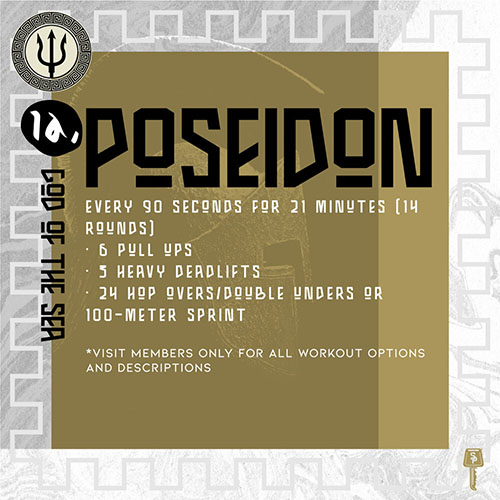 1a.
POSEIDON
GOD OF THE SEA
EVERY 90 SECONDS FOR 21 MINUTES (14
ROUNDS)
· 6 PULL UPS
· 5 HEAVY DEADLIFTS
· 24 HOP OVERS/DOUBLE UNDERS OR
100-METER SPRINT
*VISIT MEMBERS ONLY FOR ALL WORKOUT OPTIONS
AND DESCRIPTIONS